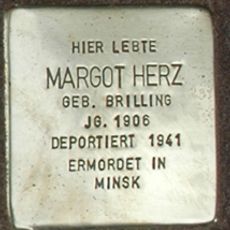 HIER LEBTE
MARGOT HERZ
GEB. BRILLING
JG. 1906
DEPORTIERT 1941
ERMORDET IN
MINSK